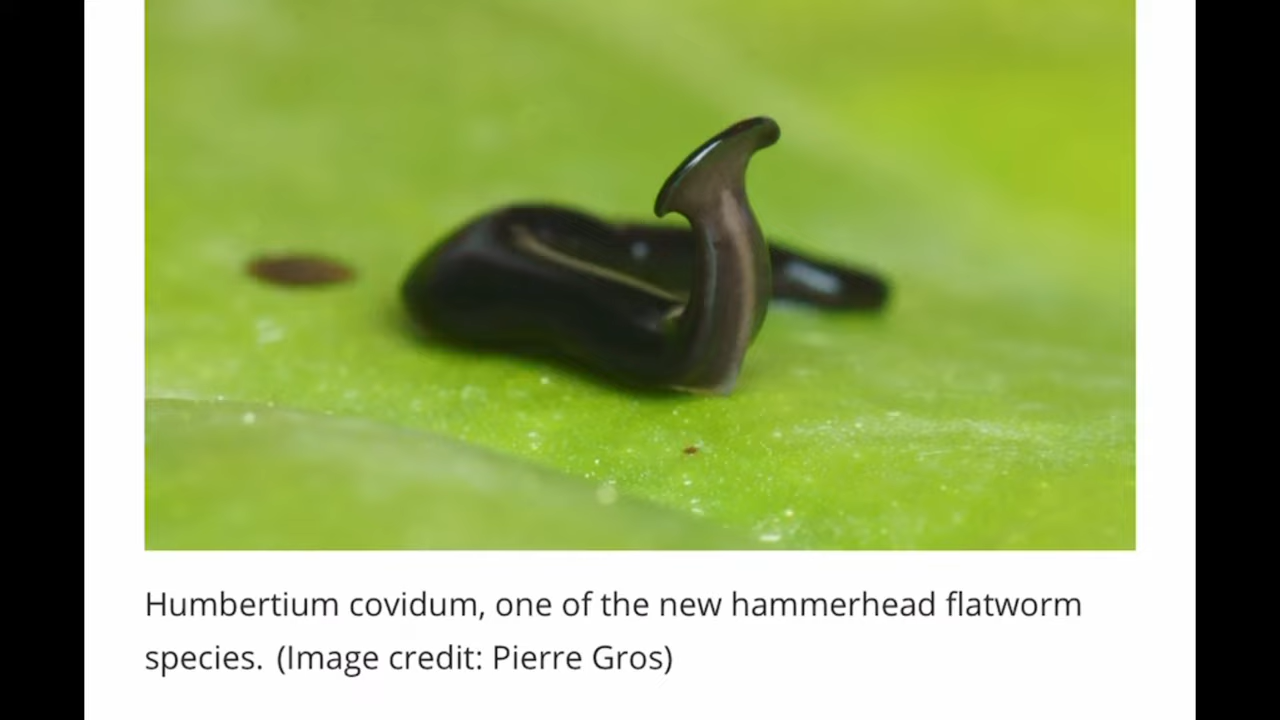 Humbertium covidum, one of the new hammerhead flatworm
species. (Image credit: Pierre Gros)